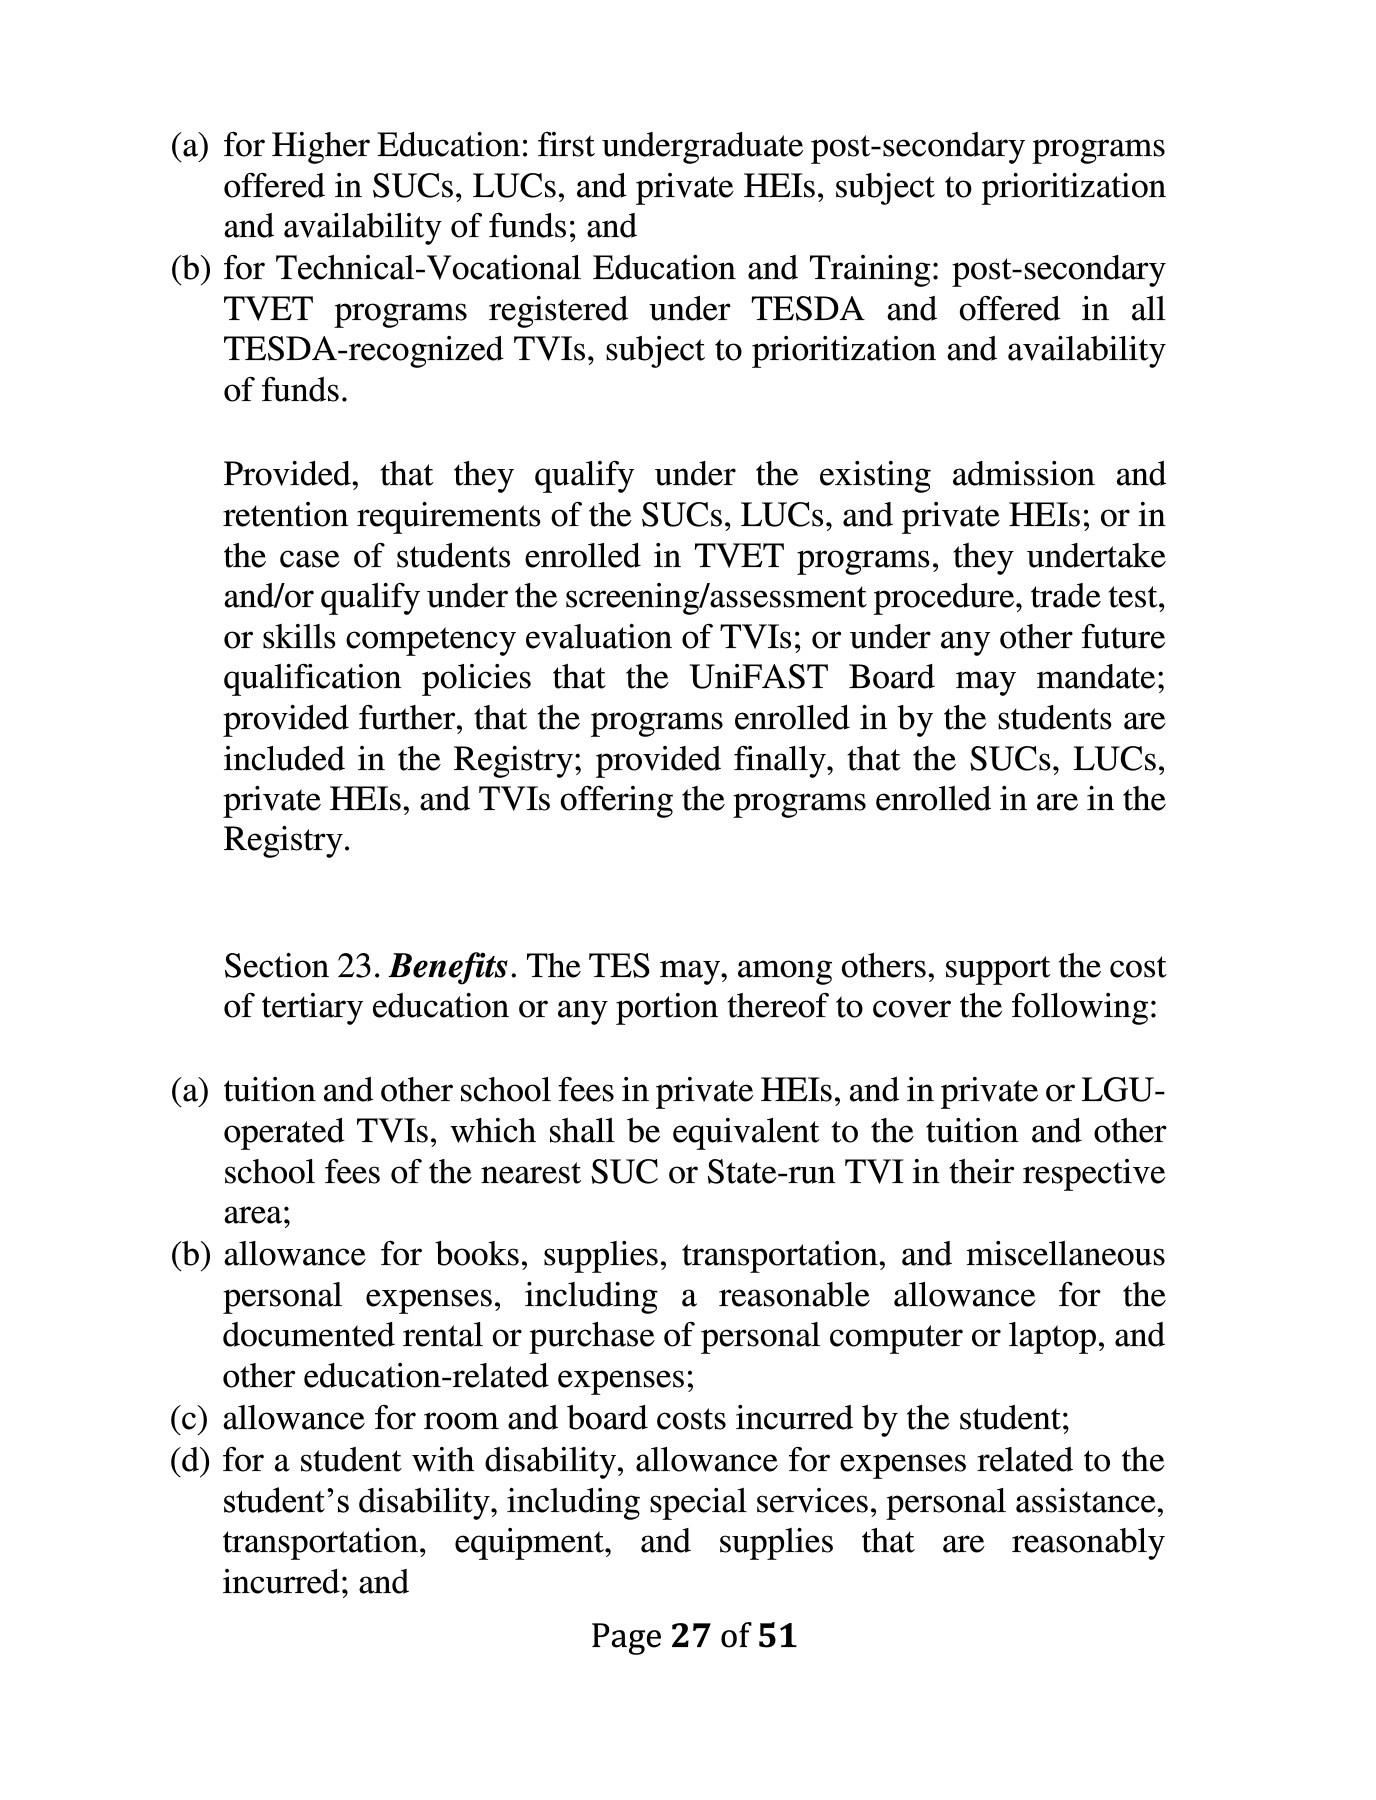 (a) for Higher Education: first undergraduate post-secondary programs
offered in SUCs, LUCs, and private HEIs, subject to prioritization
and availability of funds; and
(b) for Technical-Vocational Education and Training: post-secondary
TVET programs registered under TESDA and offered in all
TESDA-recognized TVIs, subject to prioritization and availability
of funds.
Provided, that they qualify under the existing admission and
retention requirements of the SUCs, LUCs, and private HEIs; or in
the case of students enrolled in TVET programs, they undertake
and/or qualify under the screening/assessment procedure, trade test,
or skills competency evaluation of TVIs; or under any other future
qualification policies that the UniFAST Board may mandate;
provided further, that the programs enrolled in by the students are
included in the Registry; provided finally, that the SUCs, LUCs,
private HEIs, and TVIs offering the programs enrolled in are in the
Registry.
Section 23. Benefits. The TES may, among others, support the cost
of tertiary education or any portion thereof to cover the following:
(a) tuition and other school fees in private HEIs, and in private or LGU-
operated TVIs, which shall be equivalent to the tuition and other
school fees of the nearest SUC or State-run TVI in their respective
area;
(b) allowance for books, supplies, transportation, and miscellaneous
personal expenses, including a reasonable allowance for the
documented rental or purchase of personal computer or laptop, and
other education-related expenses;
(c) allowance for room and board costs incurred by the student;
(d) for a student with disability, allowance for expenses related to the
student’s disability, including special services, personal assistance,
transportation, equipment, and supplies that are reasonably
incurred; and
Page 27 of 51